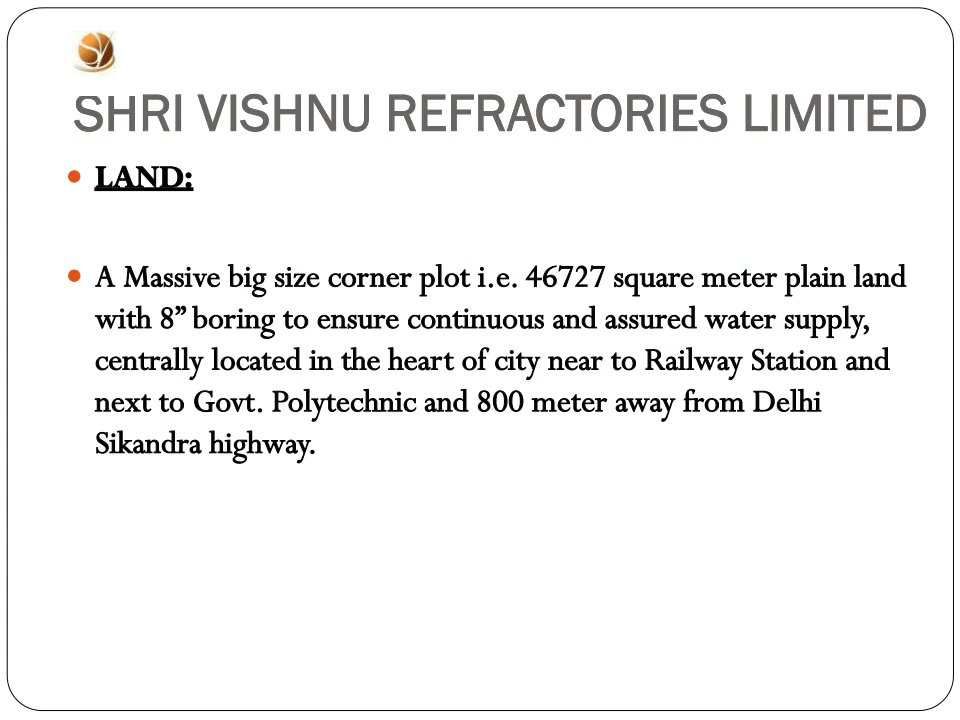 SHRI VISHNU REFRACTORIES LIMITED
LAND:
A Massive big size corner plot i.e. 46727 square meter plain land
with 8” boring to ensure continuous and assured water supply,
centrally located in the heart of city near to Railway Station and
next to Govt. Polytechnic and 800 meter away from Delhi
Sikandra highway.